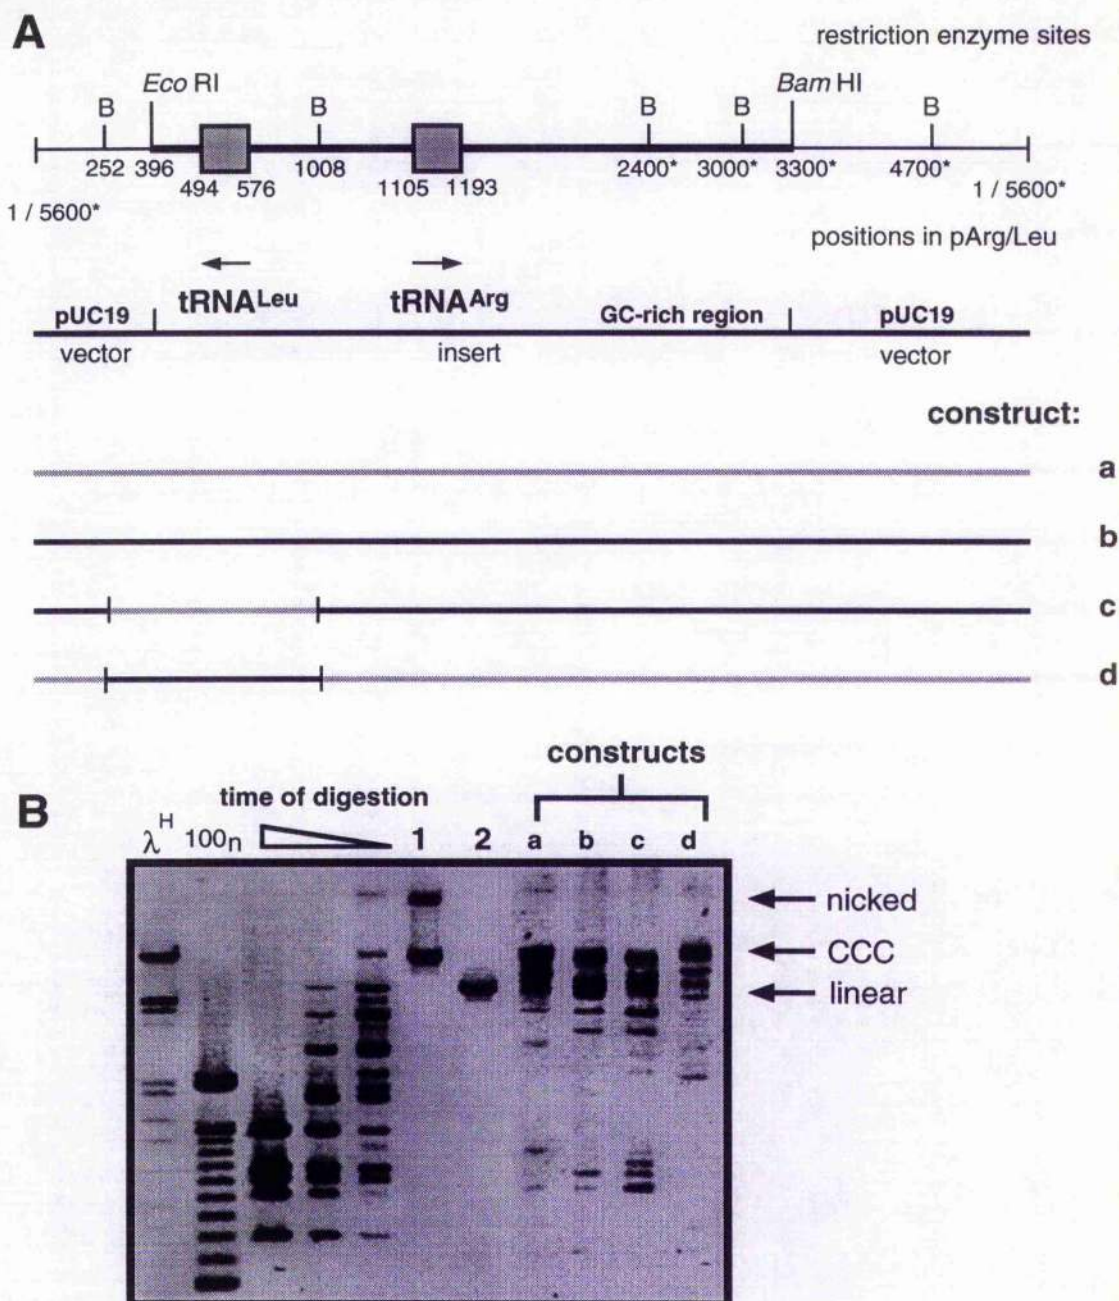 A
restriction enzyme sites
Eco RI
Bam HI
B B B B B
252 396 1008 2400* 3000* 3300* 4700*
494 576 1105 1193
1 / 5600* 1 / 5600*
positions in pArg/Leu
tRNALeu tRNAArg
pUC19 GC-rich region pUC19
vector insert vector
construct:
a
b
c
d
constructs
B
time of digestion
λH 100n 1 2 a b c d
nicked
CCC
linear